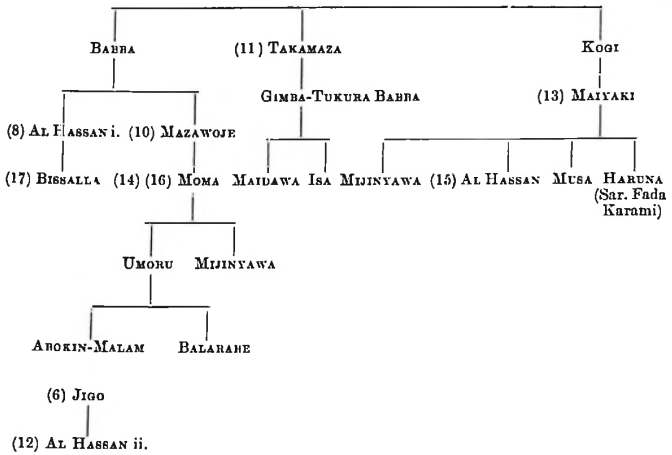 Babba (11) Takamaza Kogi
Gimba-Tukura Babba (13) Maiyaki
(8) Al Hassan i. (10) Mazawoje
(17) Bissalla (14) (16) Moma Maidawa Isa Mijinyawa (15) Al Hassan Musa Haruna
(Sar. Fada
Karami)
Umoru Mijinyawa
Abokin-Malam Balarabe
(6) Jigo
(12) Al Hassan ii.